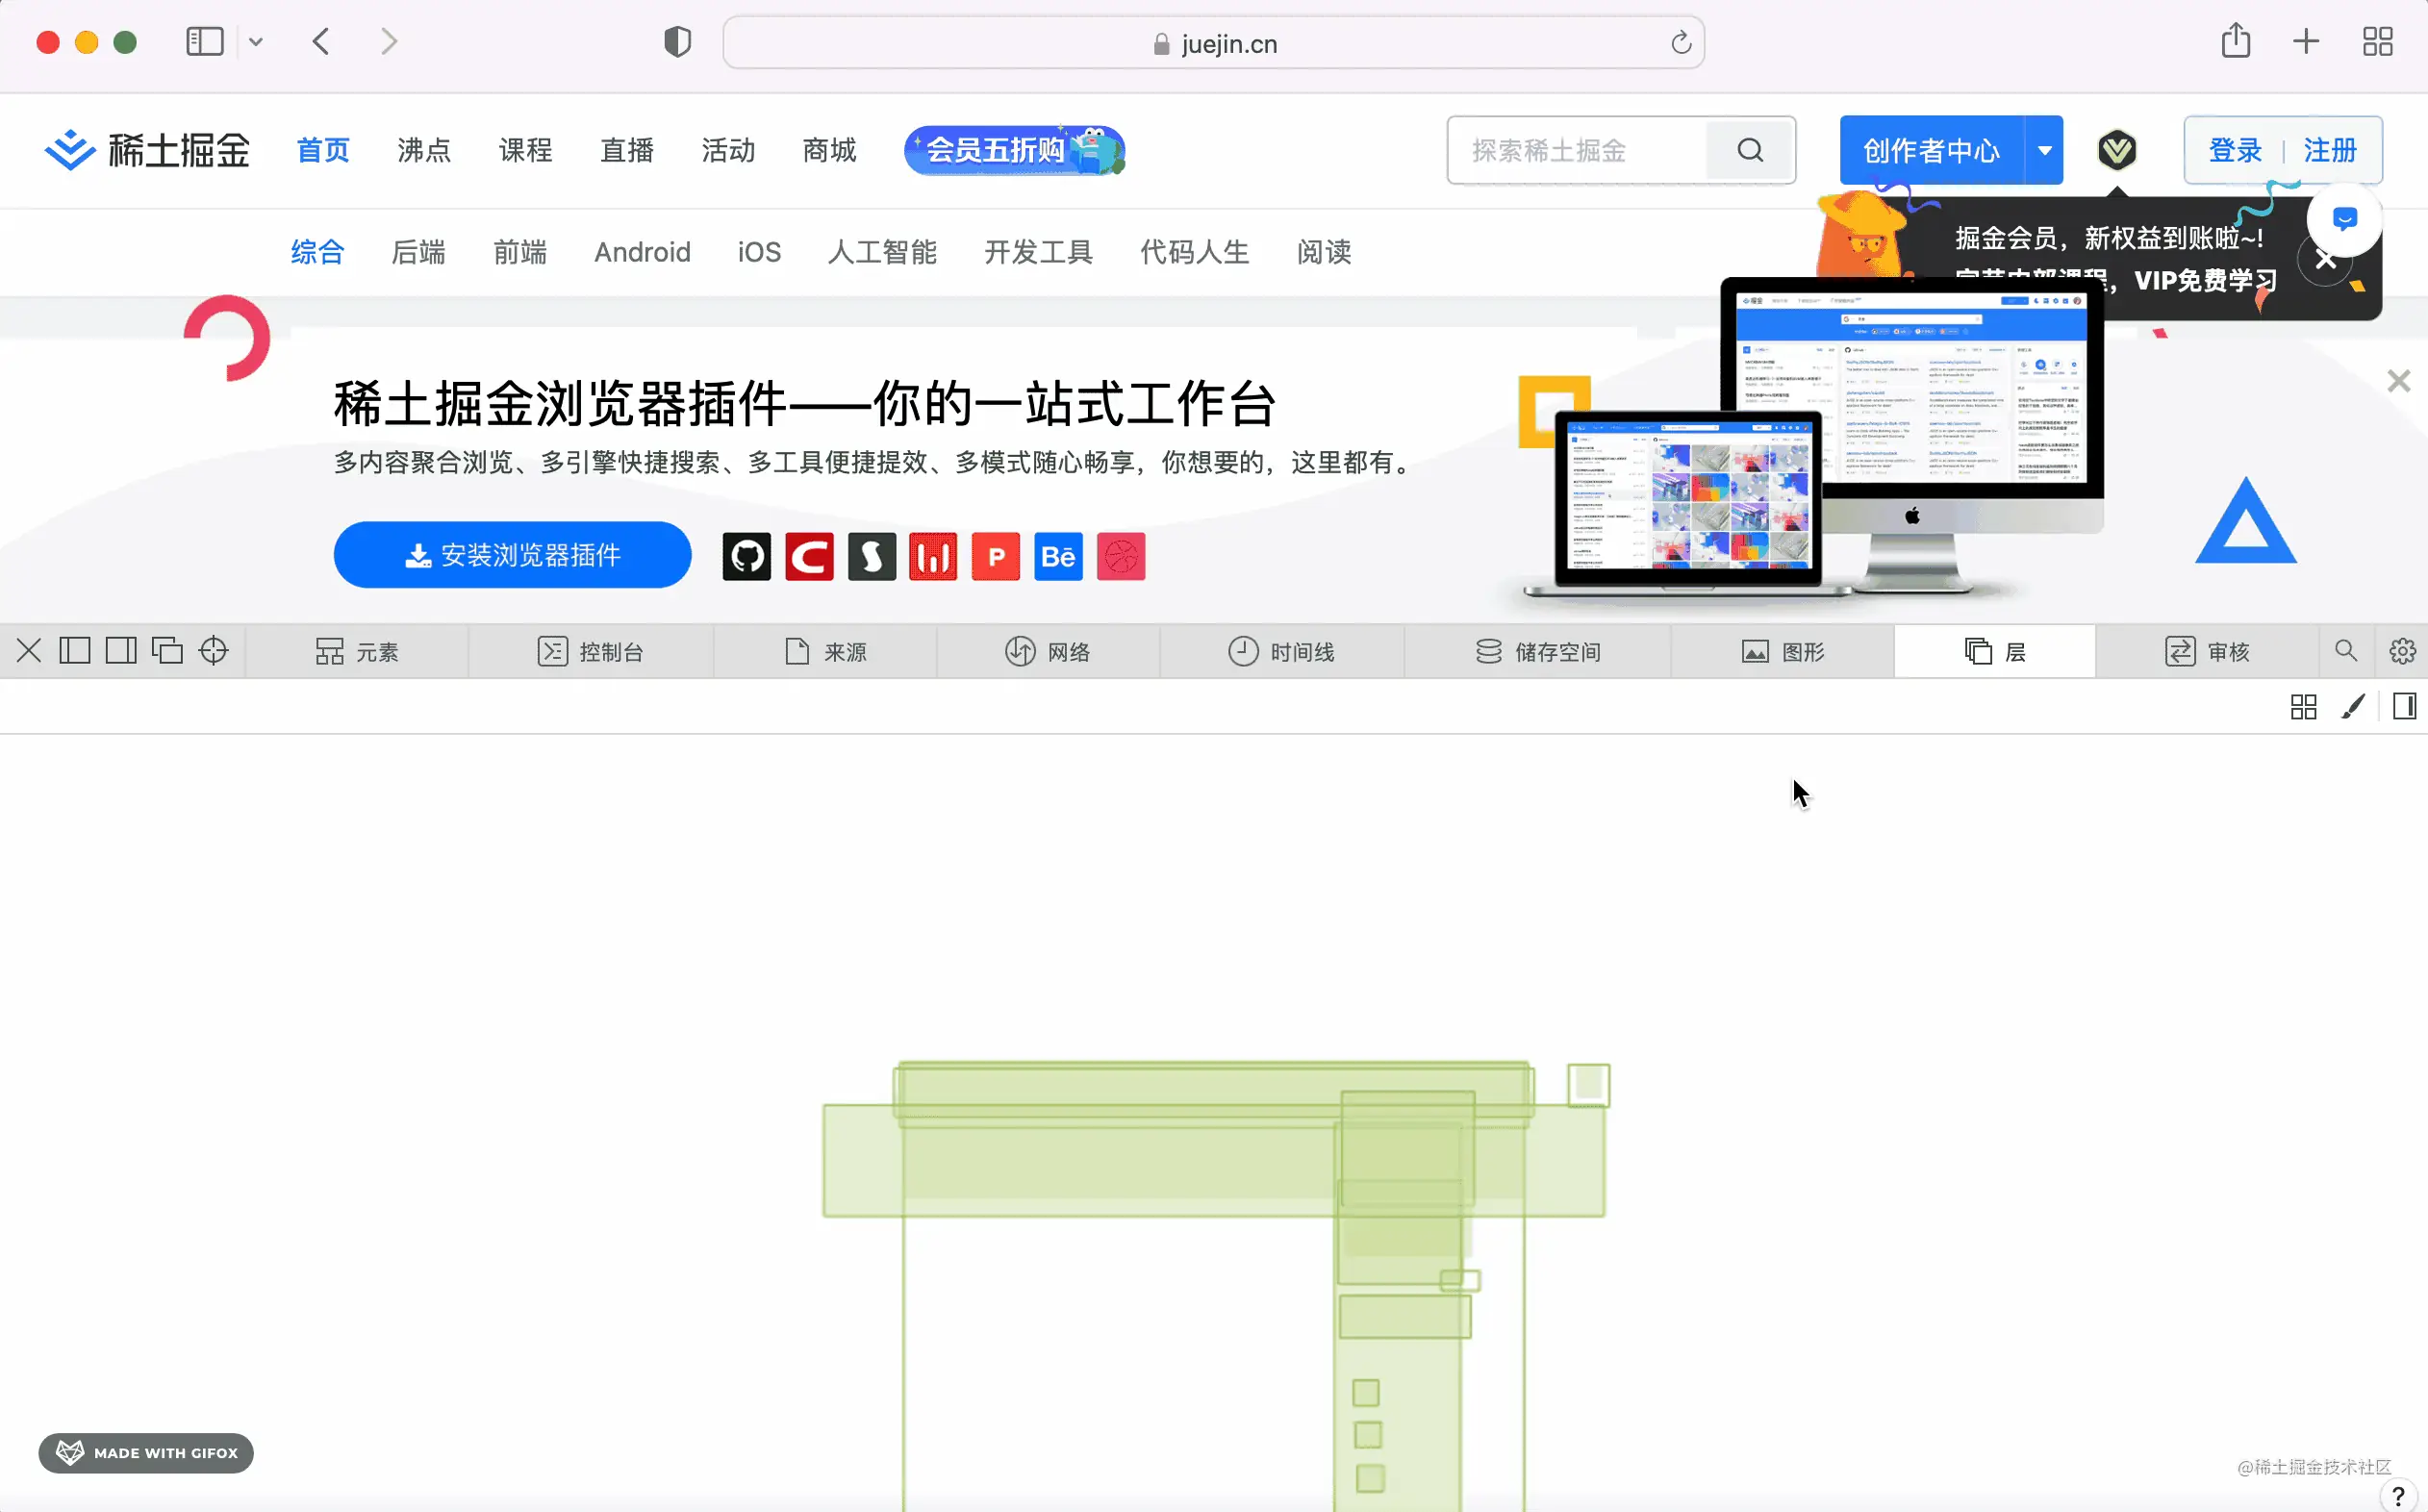 juejin.cn
稀土掘金 首页 沸点 课程 直播 活动 商城 会员五折购 探索稀土掘金 创作者中心 登录 注册
综合 后端 前端 Android iOS 人工智能 开发工具 代码人生 阅读
掘金会员，新权益到账啦~!
VIP免费学习
稀土掘金浏览器插件——你的一站式工作台
多内容聚合浏览、多引擎快捷搜索、多工具便捷提效、多模式随心畅享，你想要的，这里都有。
安装浏览器插件 P Bē
元素 控制台 来源 网络 时间线 储存空间 图形 层 审核
MADE WITH GIFOX
@稀土掘金技术社区
?